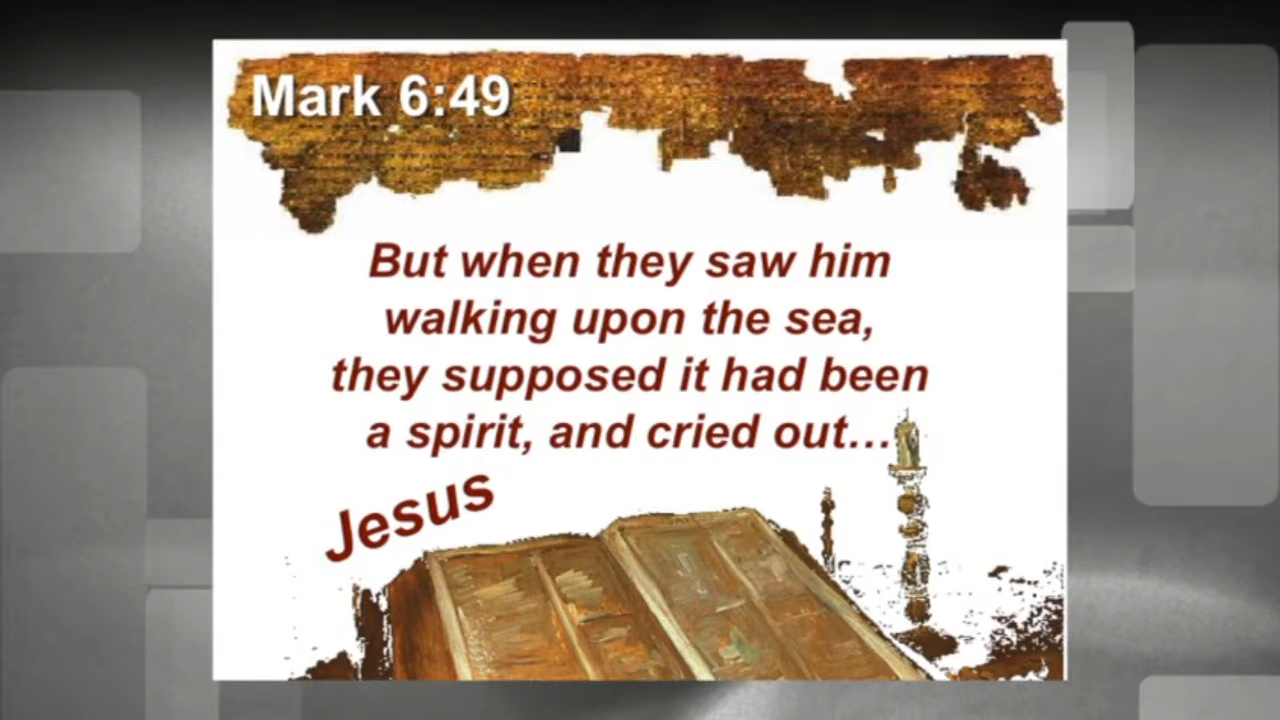 Mark 6:49
But when they saw him
walking upon the sea,
they supposed it had been
a spirit, and cried out...
Jesus